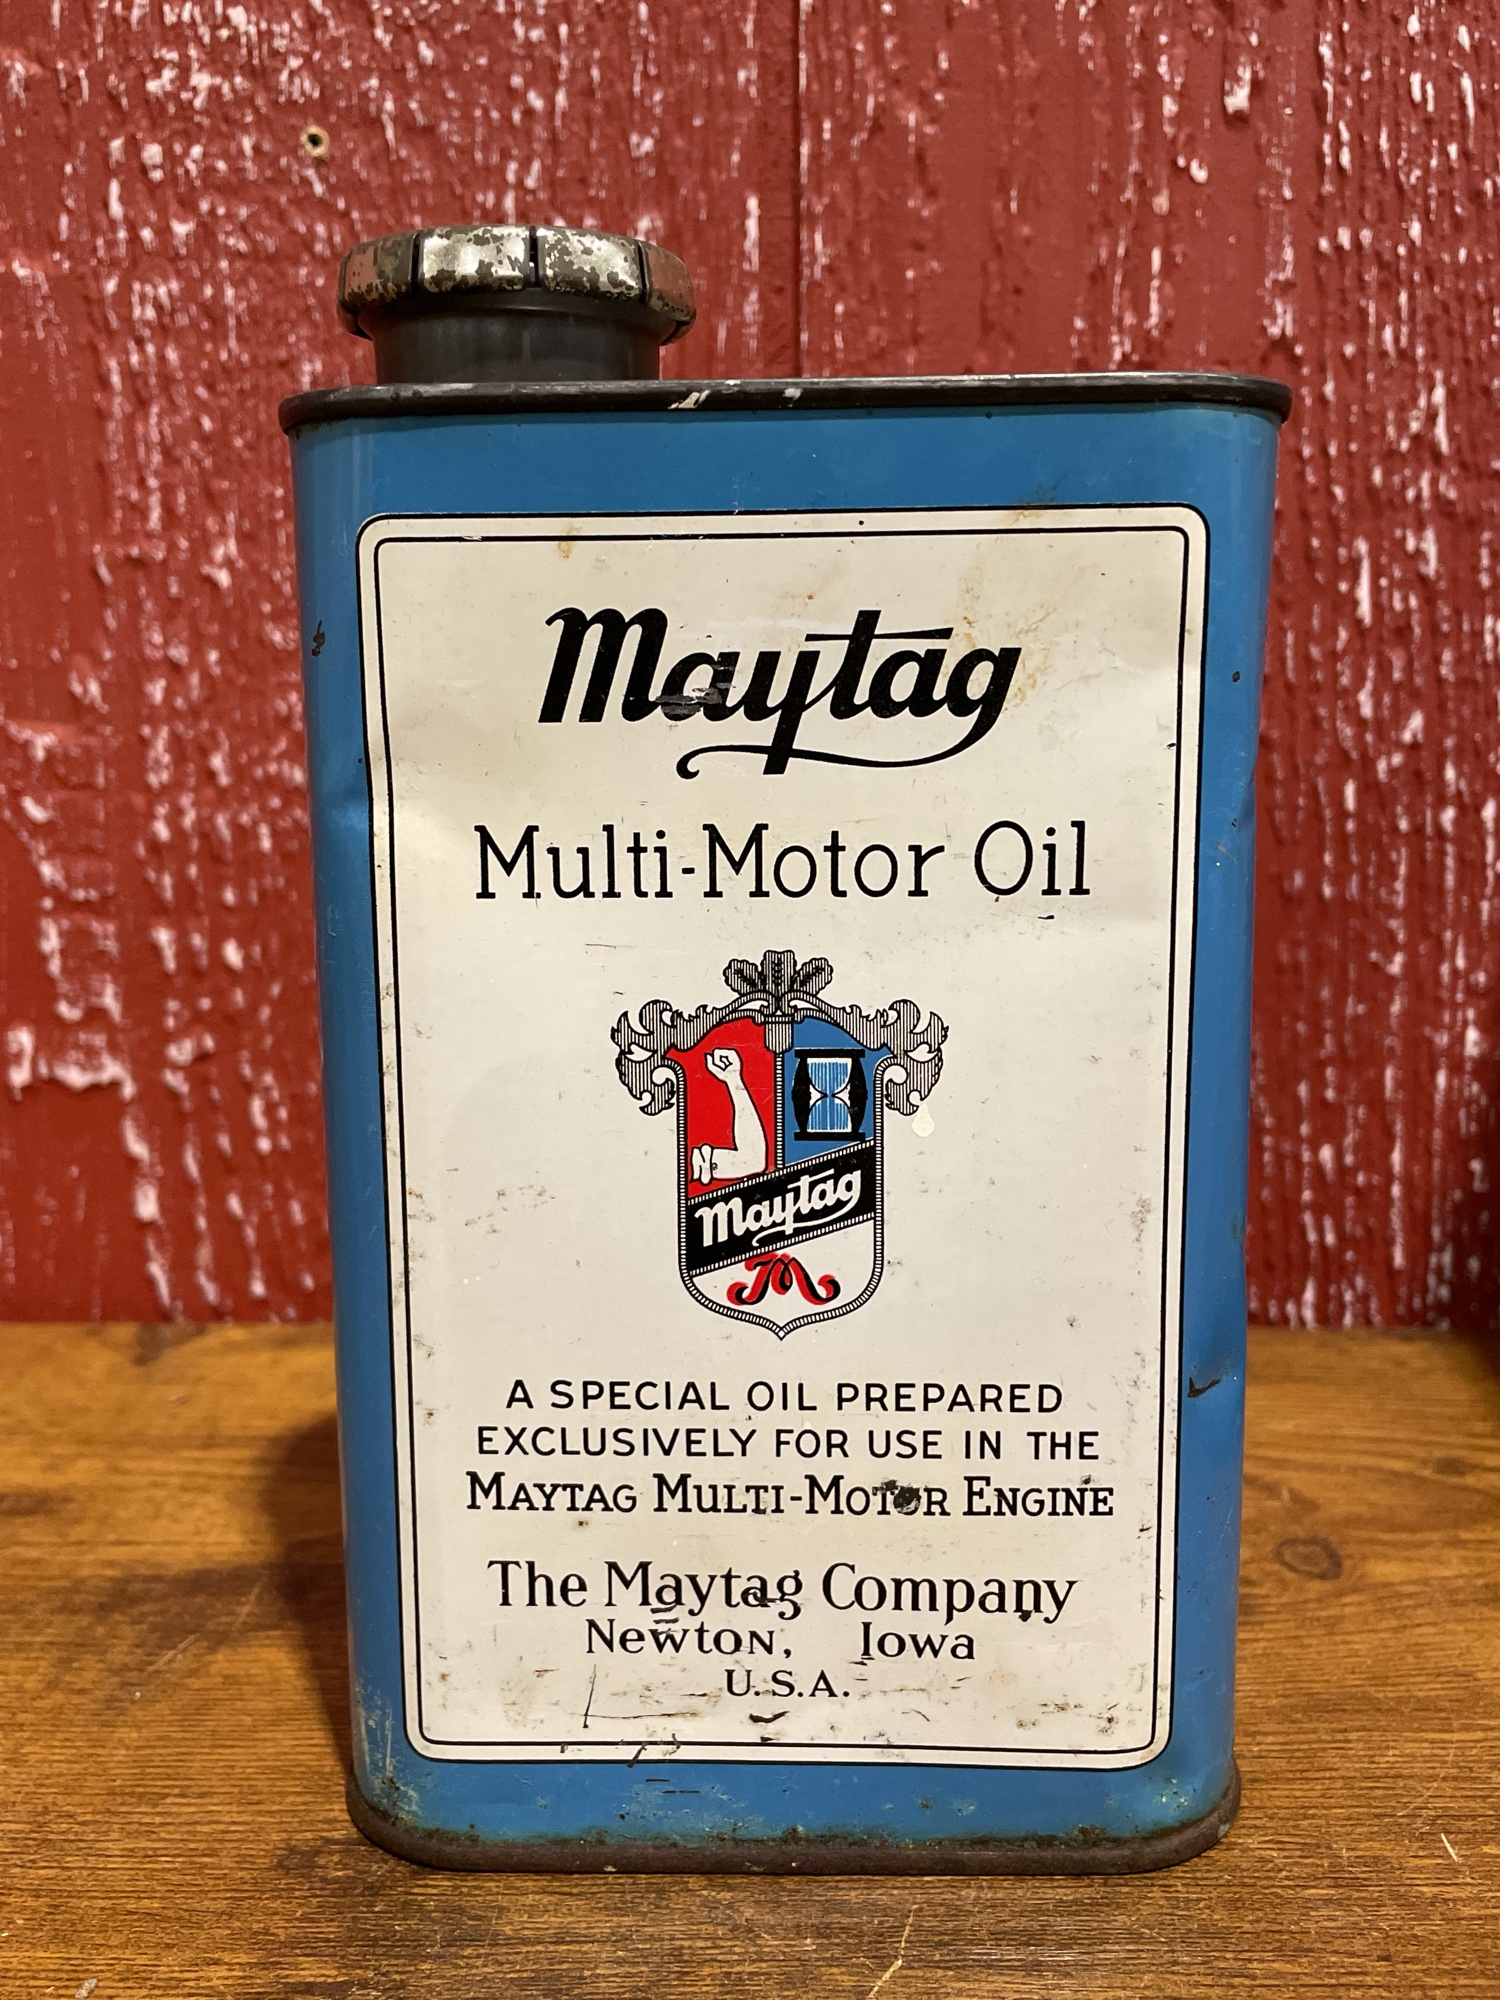 Maytag
Multi-Motor Oil
Maytag
M
A SPECIAL OIL PREPARED
EXCLUSIVELY FOR USE IN THE
MAYTAG MULTI-MOTOR ENGINE
The Maytag Company
NEWTON, IOWA
U.S.A.